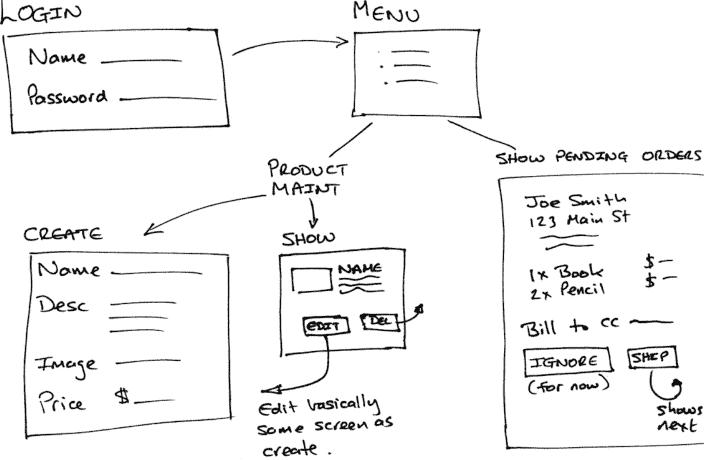 LOGIN
Name
Password
MENU
PRODUCT
MAINT
CREATE
Name
Desc
Image
Price $
SHOW
NAME
EDIT DEL
Edit basically
some screen as
create.
SHOW PENDING ORDERS
Joe Smith
123 Main St
1x Book $
2x Pencil $
Bill to cc
IGNORE SHIP
(for now)
shows
next